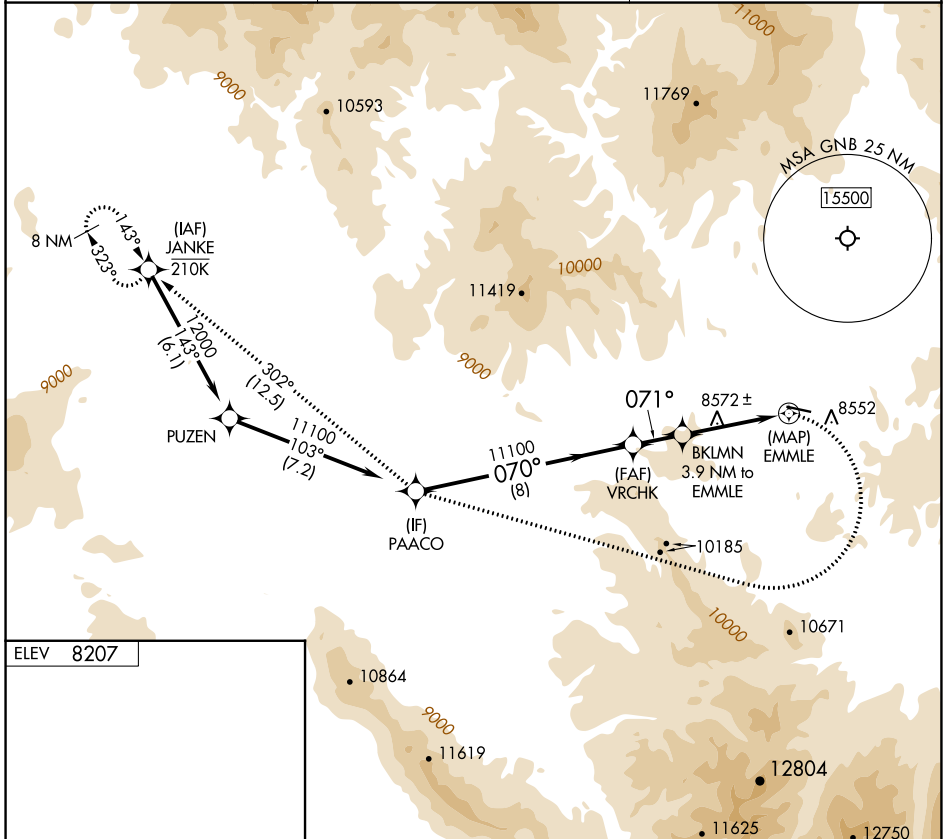 11000
9000
10593
11769
MSA GNB 25 NM
15500
8 NM
143°
323°
(IAF)
JANKE
210K
10000
11419
12000
143°
(6.1)
302°
(12.5)
9000
9000
071°
8572 ±
8552
PUZEN
11100
103°
(7.2)
11100
070°
(8)
(FAF)
VRCHK
BKLMN
3.9 NM to
EMMLE
(MAP)
EMMLE
(IF)
PAACO
10185
10000
10671
ELEV 8207
10864
9000
11619
12804
11625
12750